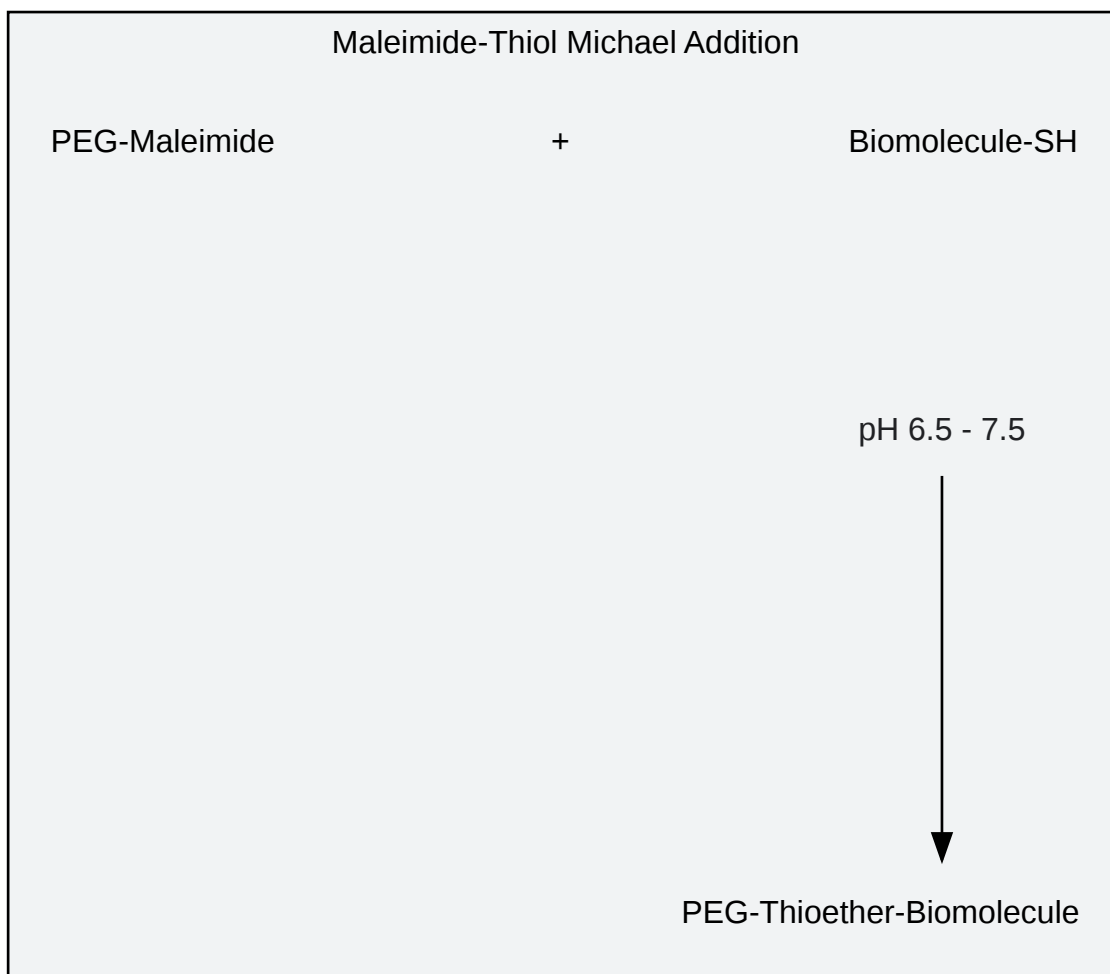 Maleimide-Thiol Michael Addition
PEG-Maleimide + Biomolecule-SH
pH 6.5 - 7.5
PEG-Thioether-Biomolecule